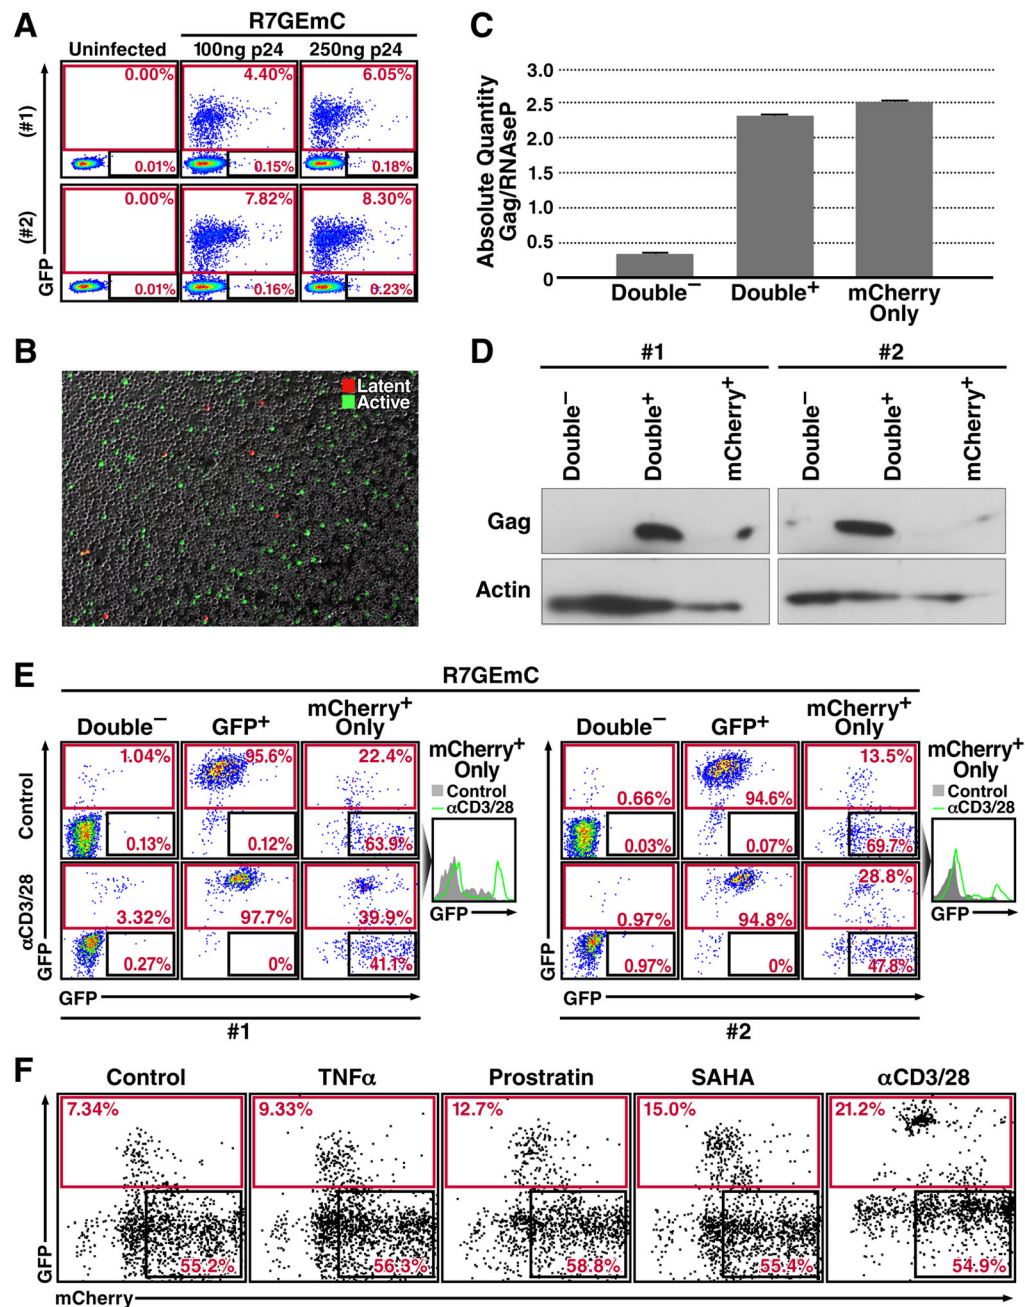 A
R7GEmC
Uninfected 100ng p24 250ng p24
(#1)
0.00% 4.40% 6.05%
0.01% 0.15% 0.18%
(#2)
0.00% 7.82% 8.30%
0.01% 0.16% 0.23%
GFP
B
Latent
Active
C
Absolute Quantity
Gag/RNAseP
3.0
2.5
2.0
1.5
1.0
0.5
0
Double⁻ Double⁺ mCherry
Only
D
#1 #2
Double⁻ Double⁺ mCherry⁺ Double⁻ Double⁺ mCherry⁺
Gag
Actin
E
R7GEmC
Double⁻ GFP⁺ mCherry⁺
Only
Control
1.04% 95.6% 22.4%
0.13% 0.12% 63.9%
αCD3/28
3.32% 97.7% 39.9%
0.27% 0% 41.1%
GFP
GFP
#1
mCherry⁺
Only
Control
αCD3/28
GFP
Double⁻ GFP⁺ mCherry⁺
Only
0.66% 94.6% 13.5%
0.03% 0.07% 69.7%
0.97% 94.8% 28.8%
0.97% 0% 47.8%
GFP
GFP
#2
mCherry⁺
Only
Control
αCD3/28
GFP
F
Control TNFα Prostratin SAHA αCD3/28
7.34% 9.33% 12.7% 15.0% 21.2%
55.2% 56.3% 58.8% 55.4% 54.9%
GFP
mCherry